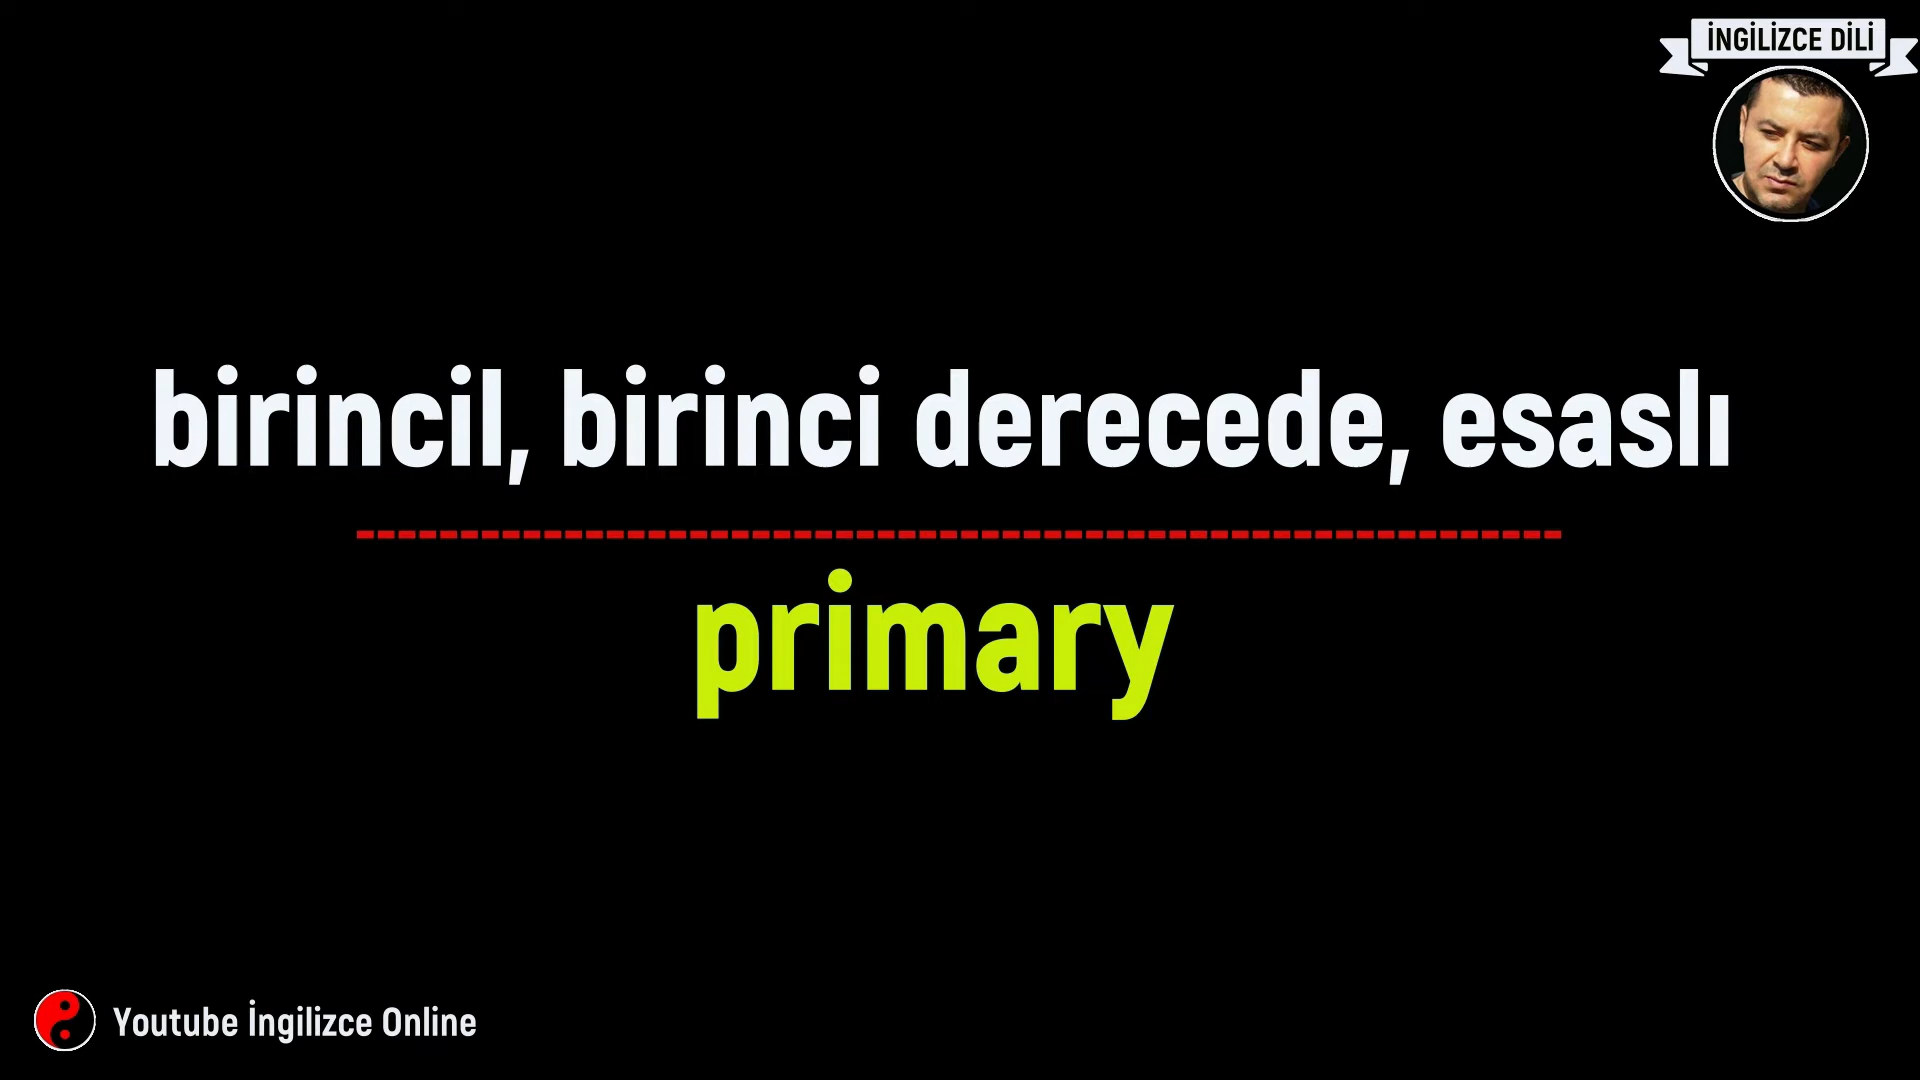 İNGİLİZCE DİLİ
birincil, birinci derecede, esaslı
primary
Youtube İngilizce Online